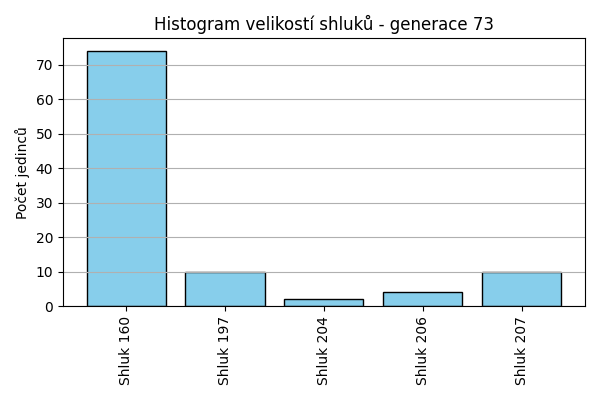 Histogram velikostí shluků - generace 73
Počet jedinců
70
60
50
40
30
20
10
0
Shluk 160
Shluk 197
Shluk 204
Shluk 206
Shluk 207